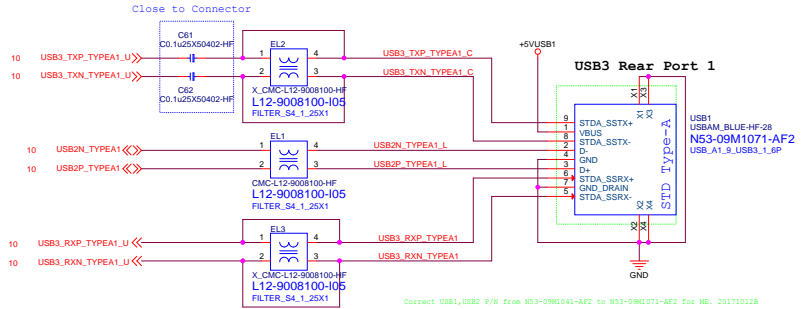 Close to Connector
C61
C0.1u25X50402-HF
10 USB3_TXP_TYPEA1_U
10 USB3_TXN_TYPEA1_U
C62
C0.1u25X50402-HF
EL2
1 4
2 3
X_CMC-L12-9008100-HF
L12-9008100-I05
FILTER_S4_1_25X1
USB3_TXP_TYPEA1_C
USB3_TXN_TYPEA1_C
10 USB2N_TYPEA1
10 USB2P_TYPEA1
EL1
1 4
2 3
CMC-L12-9008100-HF
L12-9008100-I05
FILTER_S4_1_25X1
USB2N_TYPEA1_L
USB2P_TYPEA1_L
10 USB3_RXP_TYPEA1_U
10 USB3_RXN_TYPEA1_U
EL3
1 4
2 3
X_CMC-L12-9008100-HF
L12-9008100-I05
FILTER_S4_1_25X1
USB3_RXP_TYPEA1
USB3_RXN_TYPEA1
+5VUSB1
USB3 Rear Port 1
X1 X3
X1 X3
9 STDA_SSTX+
1 VBUS
8 STDA_SSTX-
2 D-
4 GND
3 D+
6 STDA_SSRX+
7 GND_DRAIN
5 STDA_SSRX-
STD Type-A
X2 X4
X2 X4
USB1
USBAM_BLUE-HF-28
N53-09M1071-AF2
USB_A1_9_USB3_1_6P
GND
Correct USB1,USB2 P/N from N53-09M1041-AF2 to N53-09M1071-AF2 for ME. 20171012B